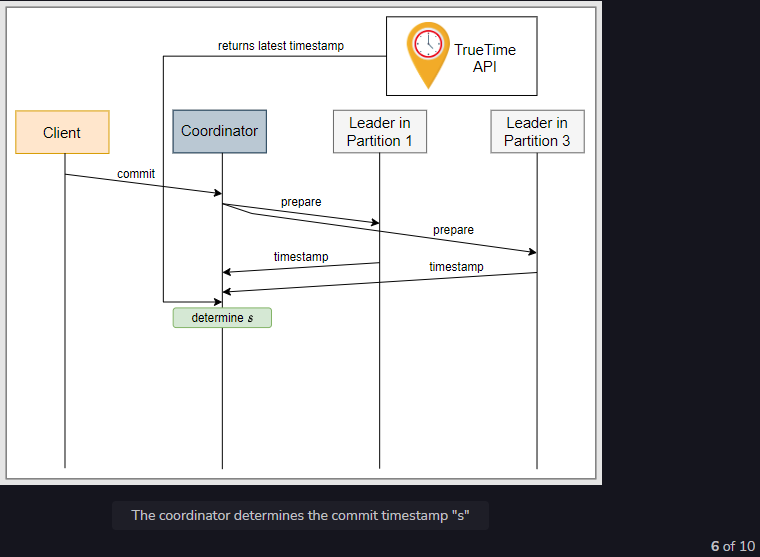 returns latest timestamp
TrueTime
API
Client
Coordinator
Leader in
Partition 1
Leader in
Partition 3
commit
prepare
prepare
timestamp
timestamp
determine s
The coordinator determines the commit timestamp "s"
6 of 10